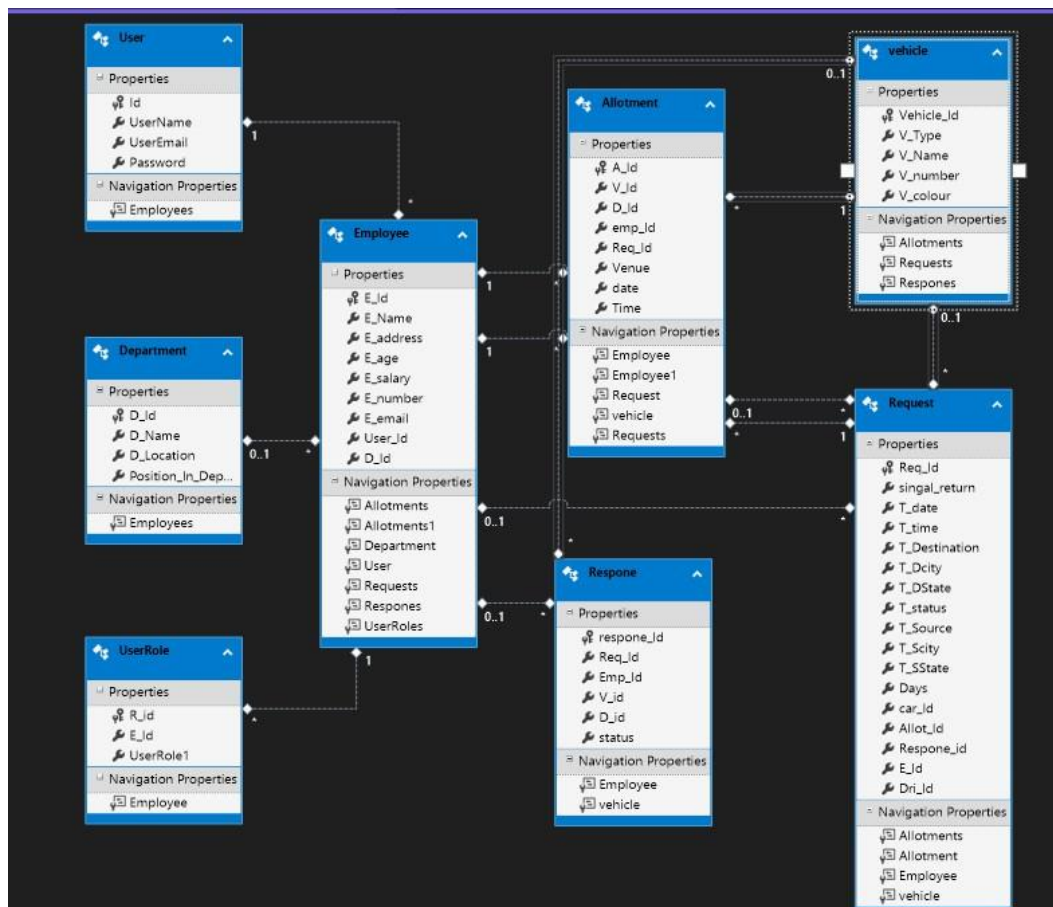 User
Properties
Id
UserName
UserEmail
Password
Navigation Properties
Employees
1
*
Department
Properties
D_Id
D_Name
D_Location
Position_In_Dep...
Navigation Properties
Employees
0..1
*
UserRole
Properties
R_id
E_Id
UserRole1
Navigation Properties
Employee
*
1
Employee
Properties
E_Id
E_Name
E_address
E_age
E_salary
E_number
E_email
User_Id
D_Id
Navigation Properties
Allotments
Allotments1
Department
User
Requests
Respones
UserRoles
1
*
1
*
0..1
*
0..1
*
Allotment
Properties
A_Id
V_Id
D_Id
emp_Id
Req_Id
Venue
date
Time
Navigation Properties
Employee
Employee1
Request
vehicle
Requests
*
1
0..1
*
*
1
Respone
Properties
respone_Id
Req_Id
Emp_Id
V_id
D_id
status
Navigation Properties
Employee
vehicle
*
0..1
vehicle
Properties
Vehicle_Id
V_Type
V_Name
V_number
V_colour
Navigation Properties
Allotments
Requests
Respones
0..1
*
Request
Properties
Req_Id
singal_return
T_date
T_time
T_Destination
T_Dcity
T_DState
T_status
T_Source
T_Scity
T_SState
Days
car_Id
Allot_Id
Respone_id
E_Id
Dri_Id
Navigation Properties
Allotments
Allotment
Employee
vehicle